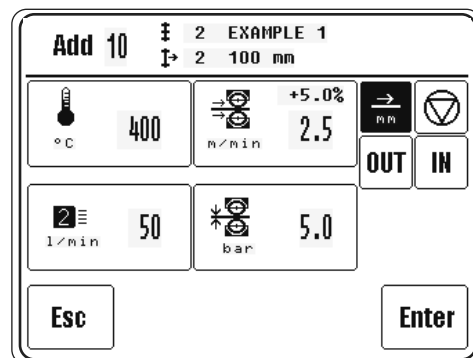 Add 10
2 EXAMPLE 1
2 100 mm
°C 400
m/min +5.0% 2.5
mm
OUT IN
2 l/min 50
bar 5.0
Esc
Enter